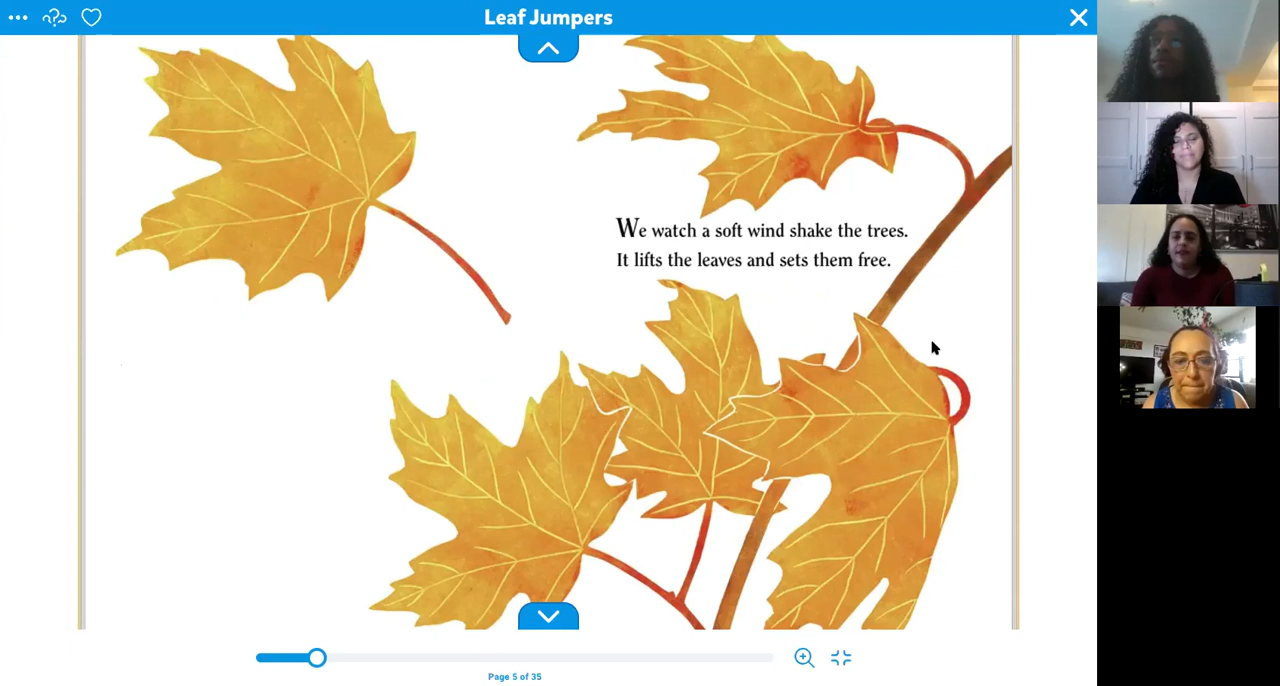 Leaf Jumpers
We watch a soft wind shake the trees.
It lifts the leaves and sets them free.
Page 5 of 35